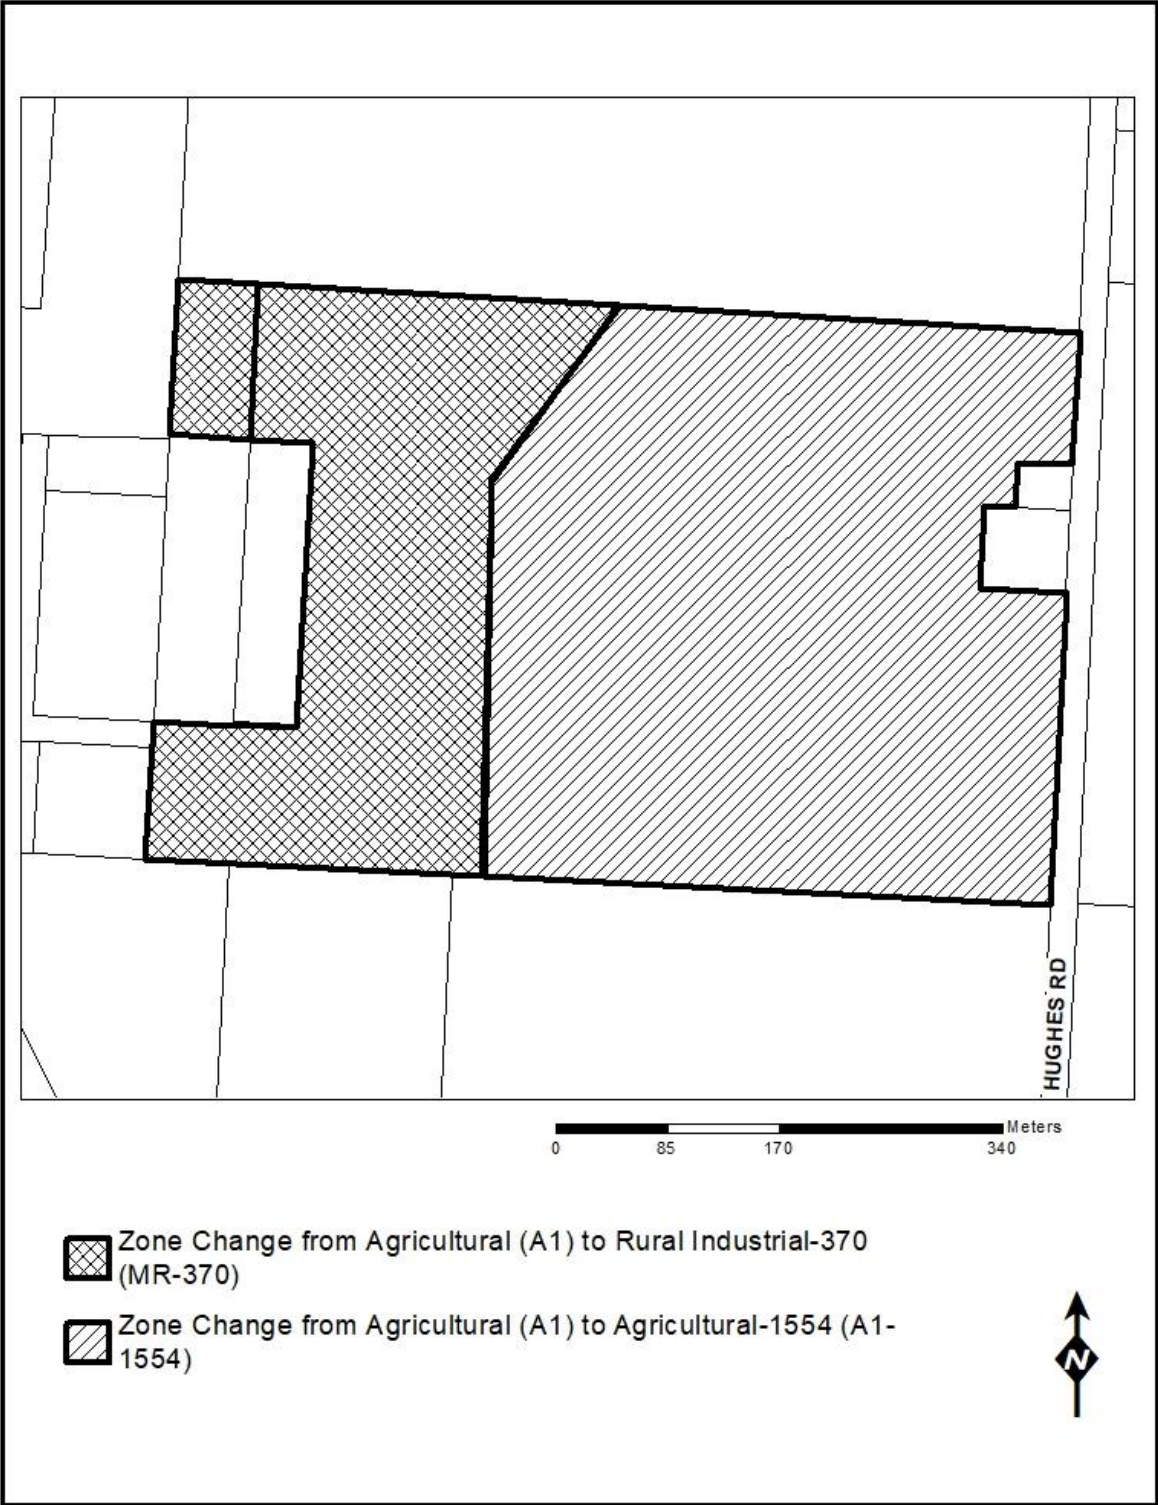 HUGHES RD
Meters
0 85 170 340
Zone Change from Agricultural (A1) to Rural Industrial-370
(MR-370)
Zone Change from Agricultural (A1) to Agricultural-1554 (A1-
1554)
N